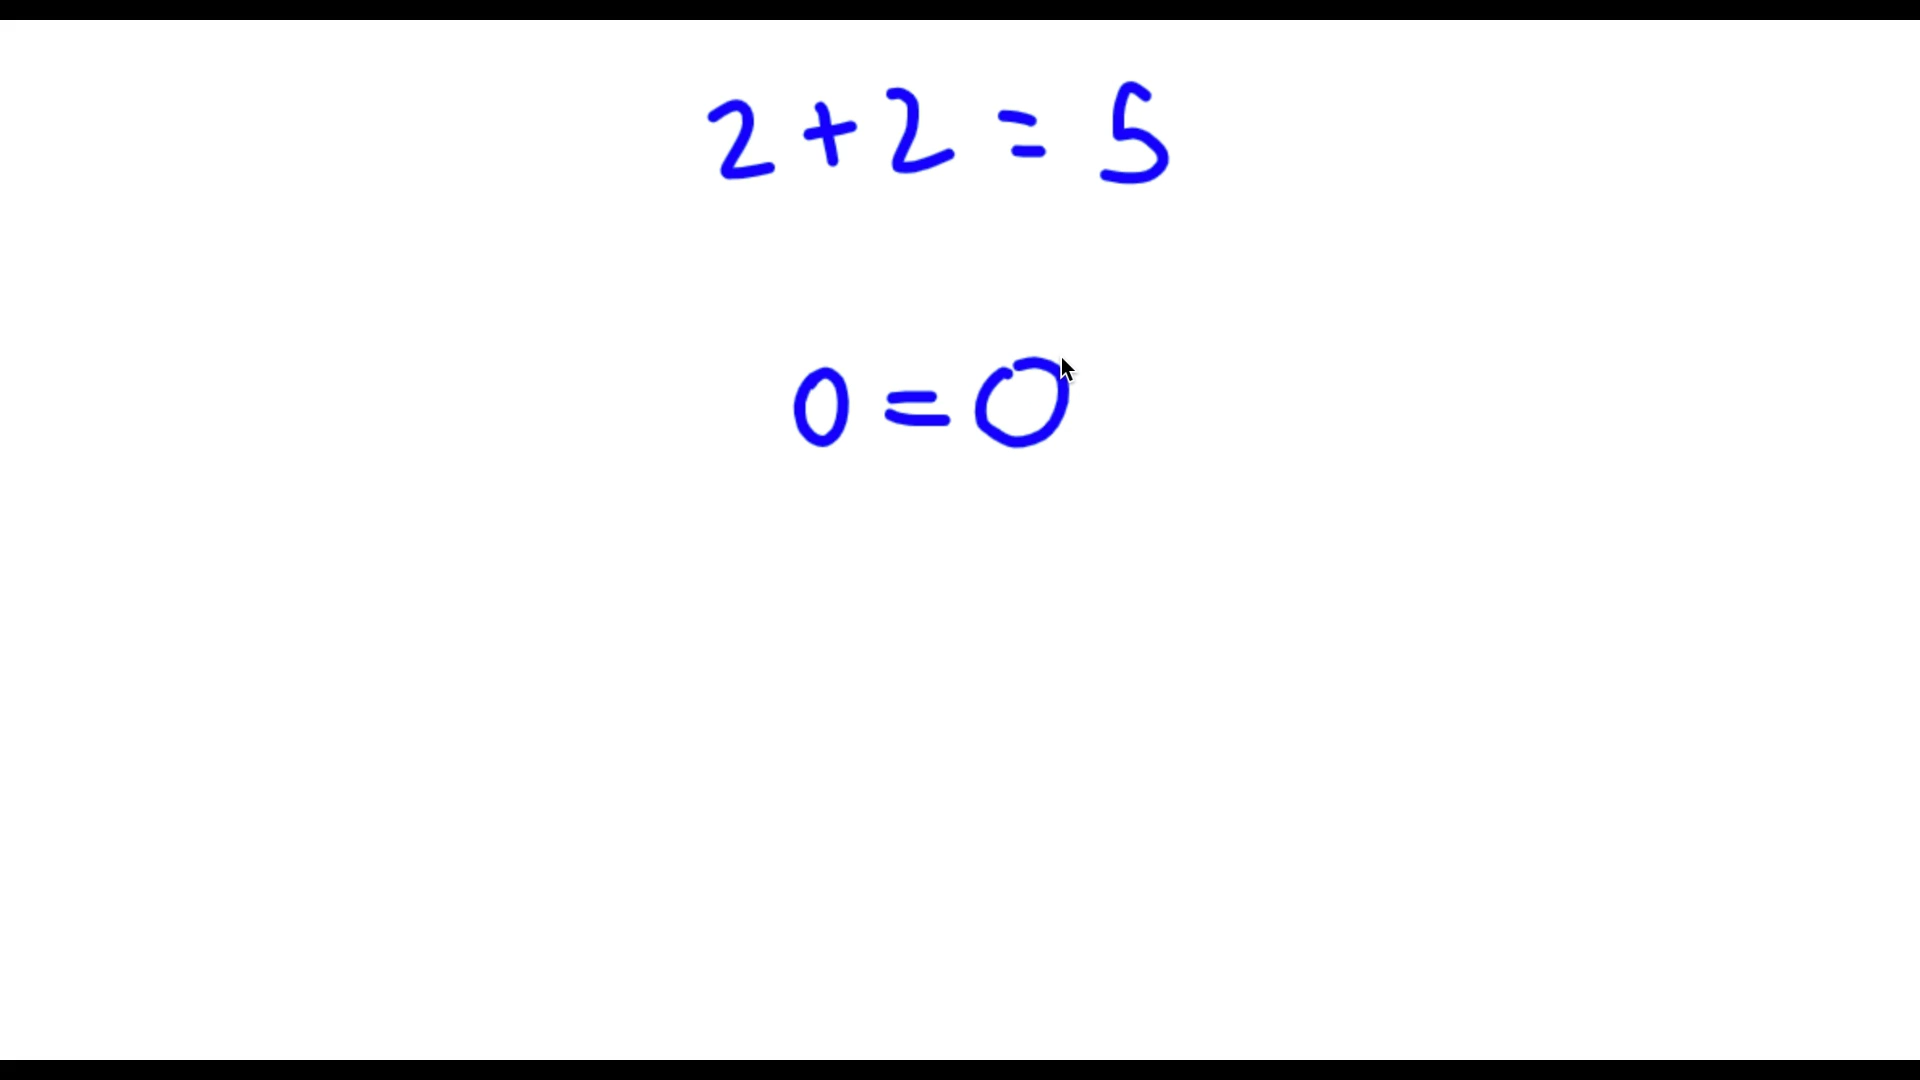 2+2 = 5
0 = 0